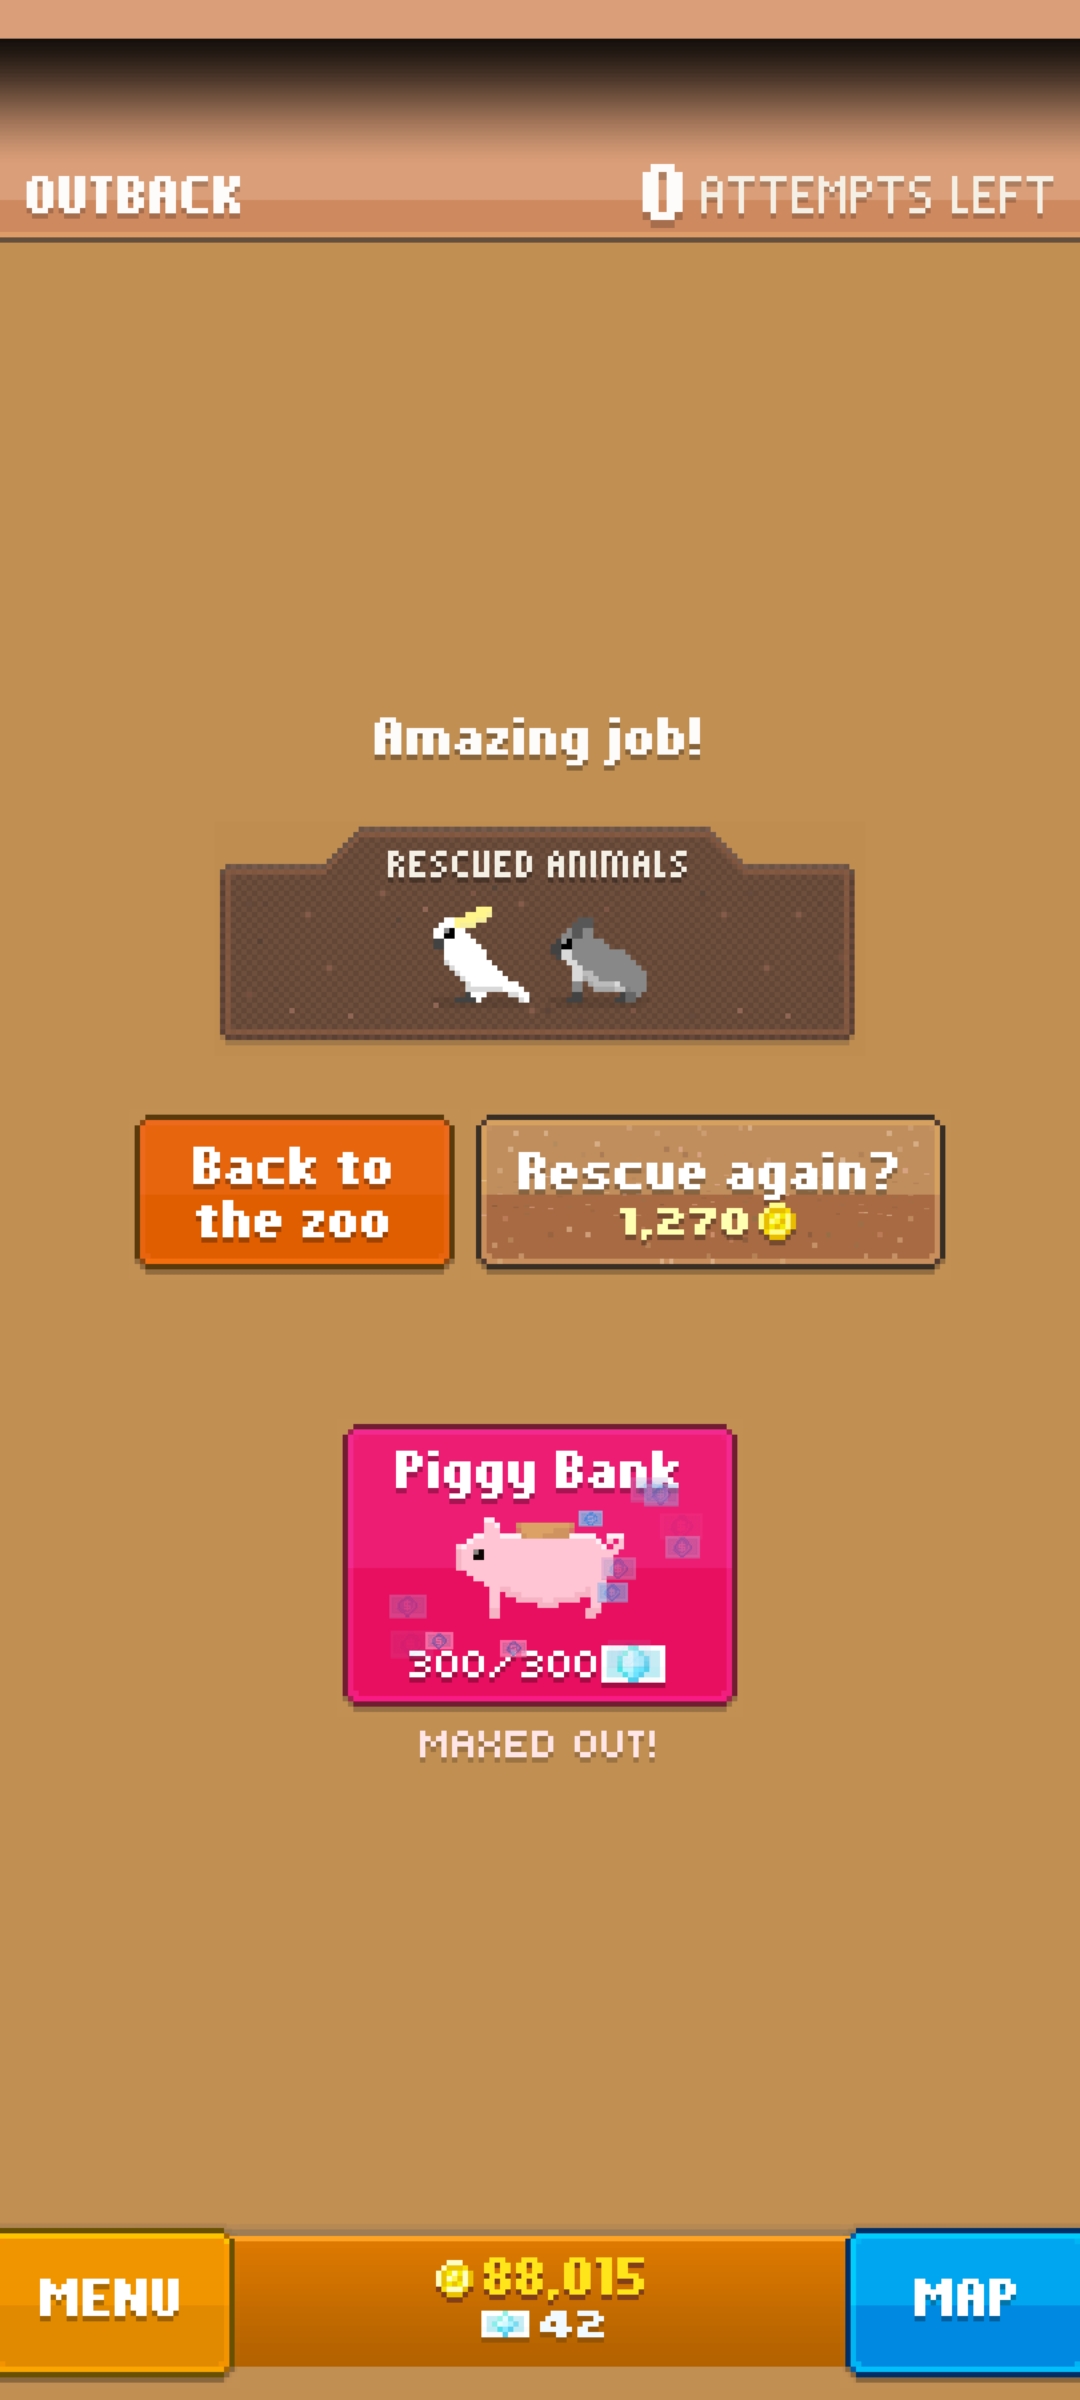 OUTBACK
0 ATTEMPTS LEFT
Amazing job!
RESCUED ANIMALS
Back to
the zoo
Rescue again?
1,270
Piggy Bank
300/300
MAXED OUT!
MENU
88,015
42
MAP